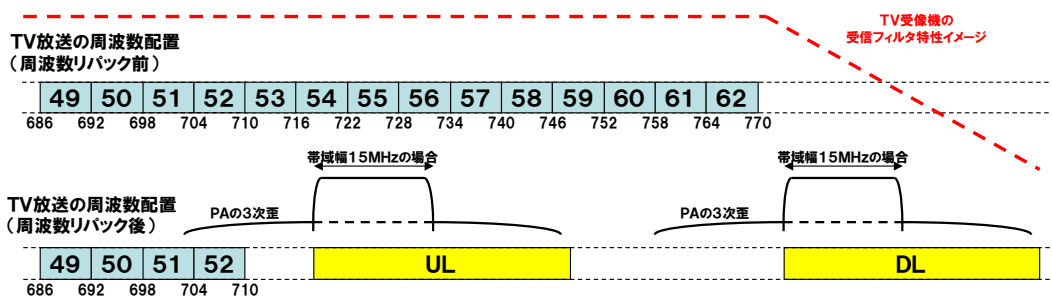 TV受像機の
受信フィルタ特性イメージ
TV放送の周波数配置
（周波数リパック前）
49 50 51 52 53 54 55 56 57 58 59 60 61 62
686 692 698 704 710 716 722 728 734 740 746 752 758 764 770
帯域幅15MHzの場合 帯域幅15MHzの場合
TV放送の周波数配置
（周波数リパック後）
PAの3次歪 PAの3次歪
49 50 51 52 UL DL
686 692 698 704 710